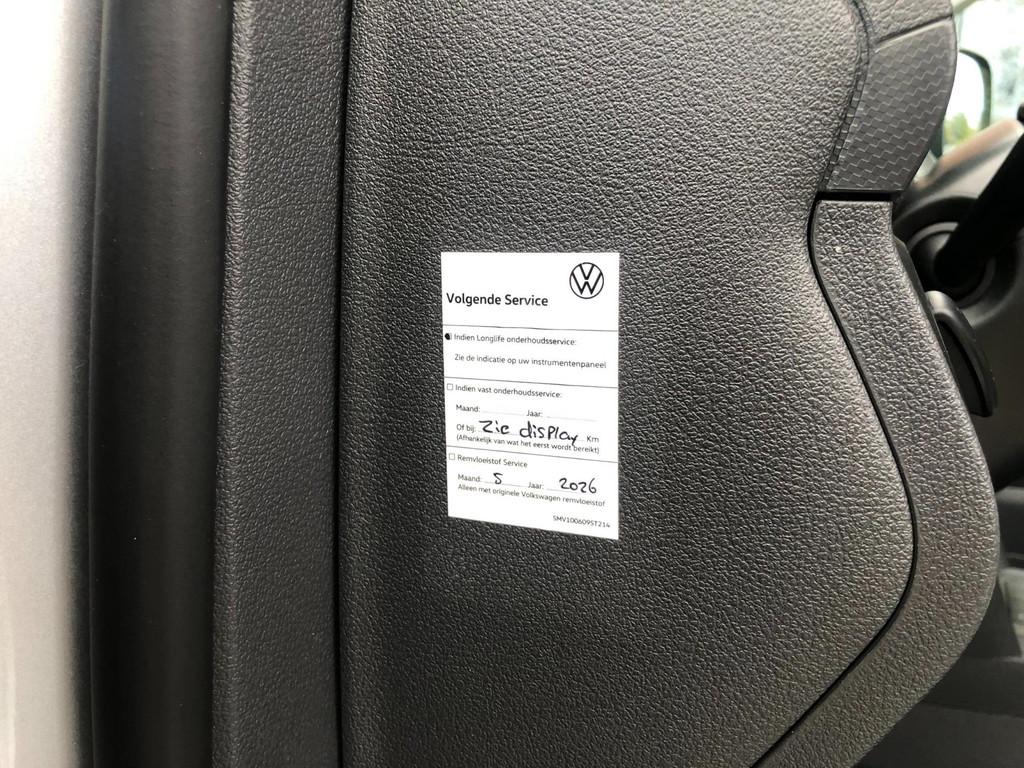 Volgende Service
Indien Longlife onderhoudsservice:
Zie de indicatie op uw instrumentenpaneel
Indien vast onderhoudsservice:
Maand: Jaar:
Of bij: Zie display Km
(Afhankelijk van wat het eerst wordt bereikt)
Remvloeistof Service
Maand: 5 Jaar: 2026
Alleen met originele Volkswagen remvloeistof
5MV100609ST214